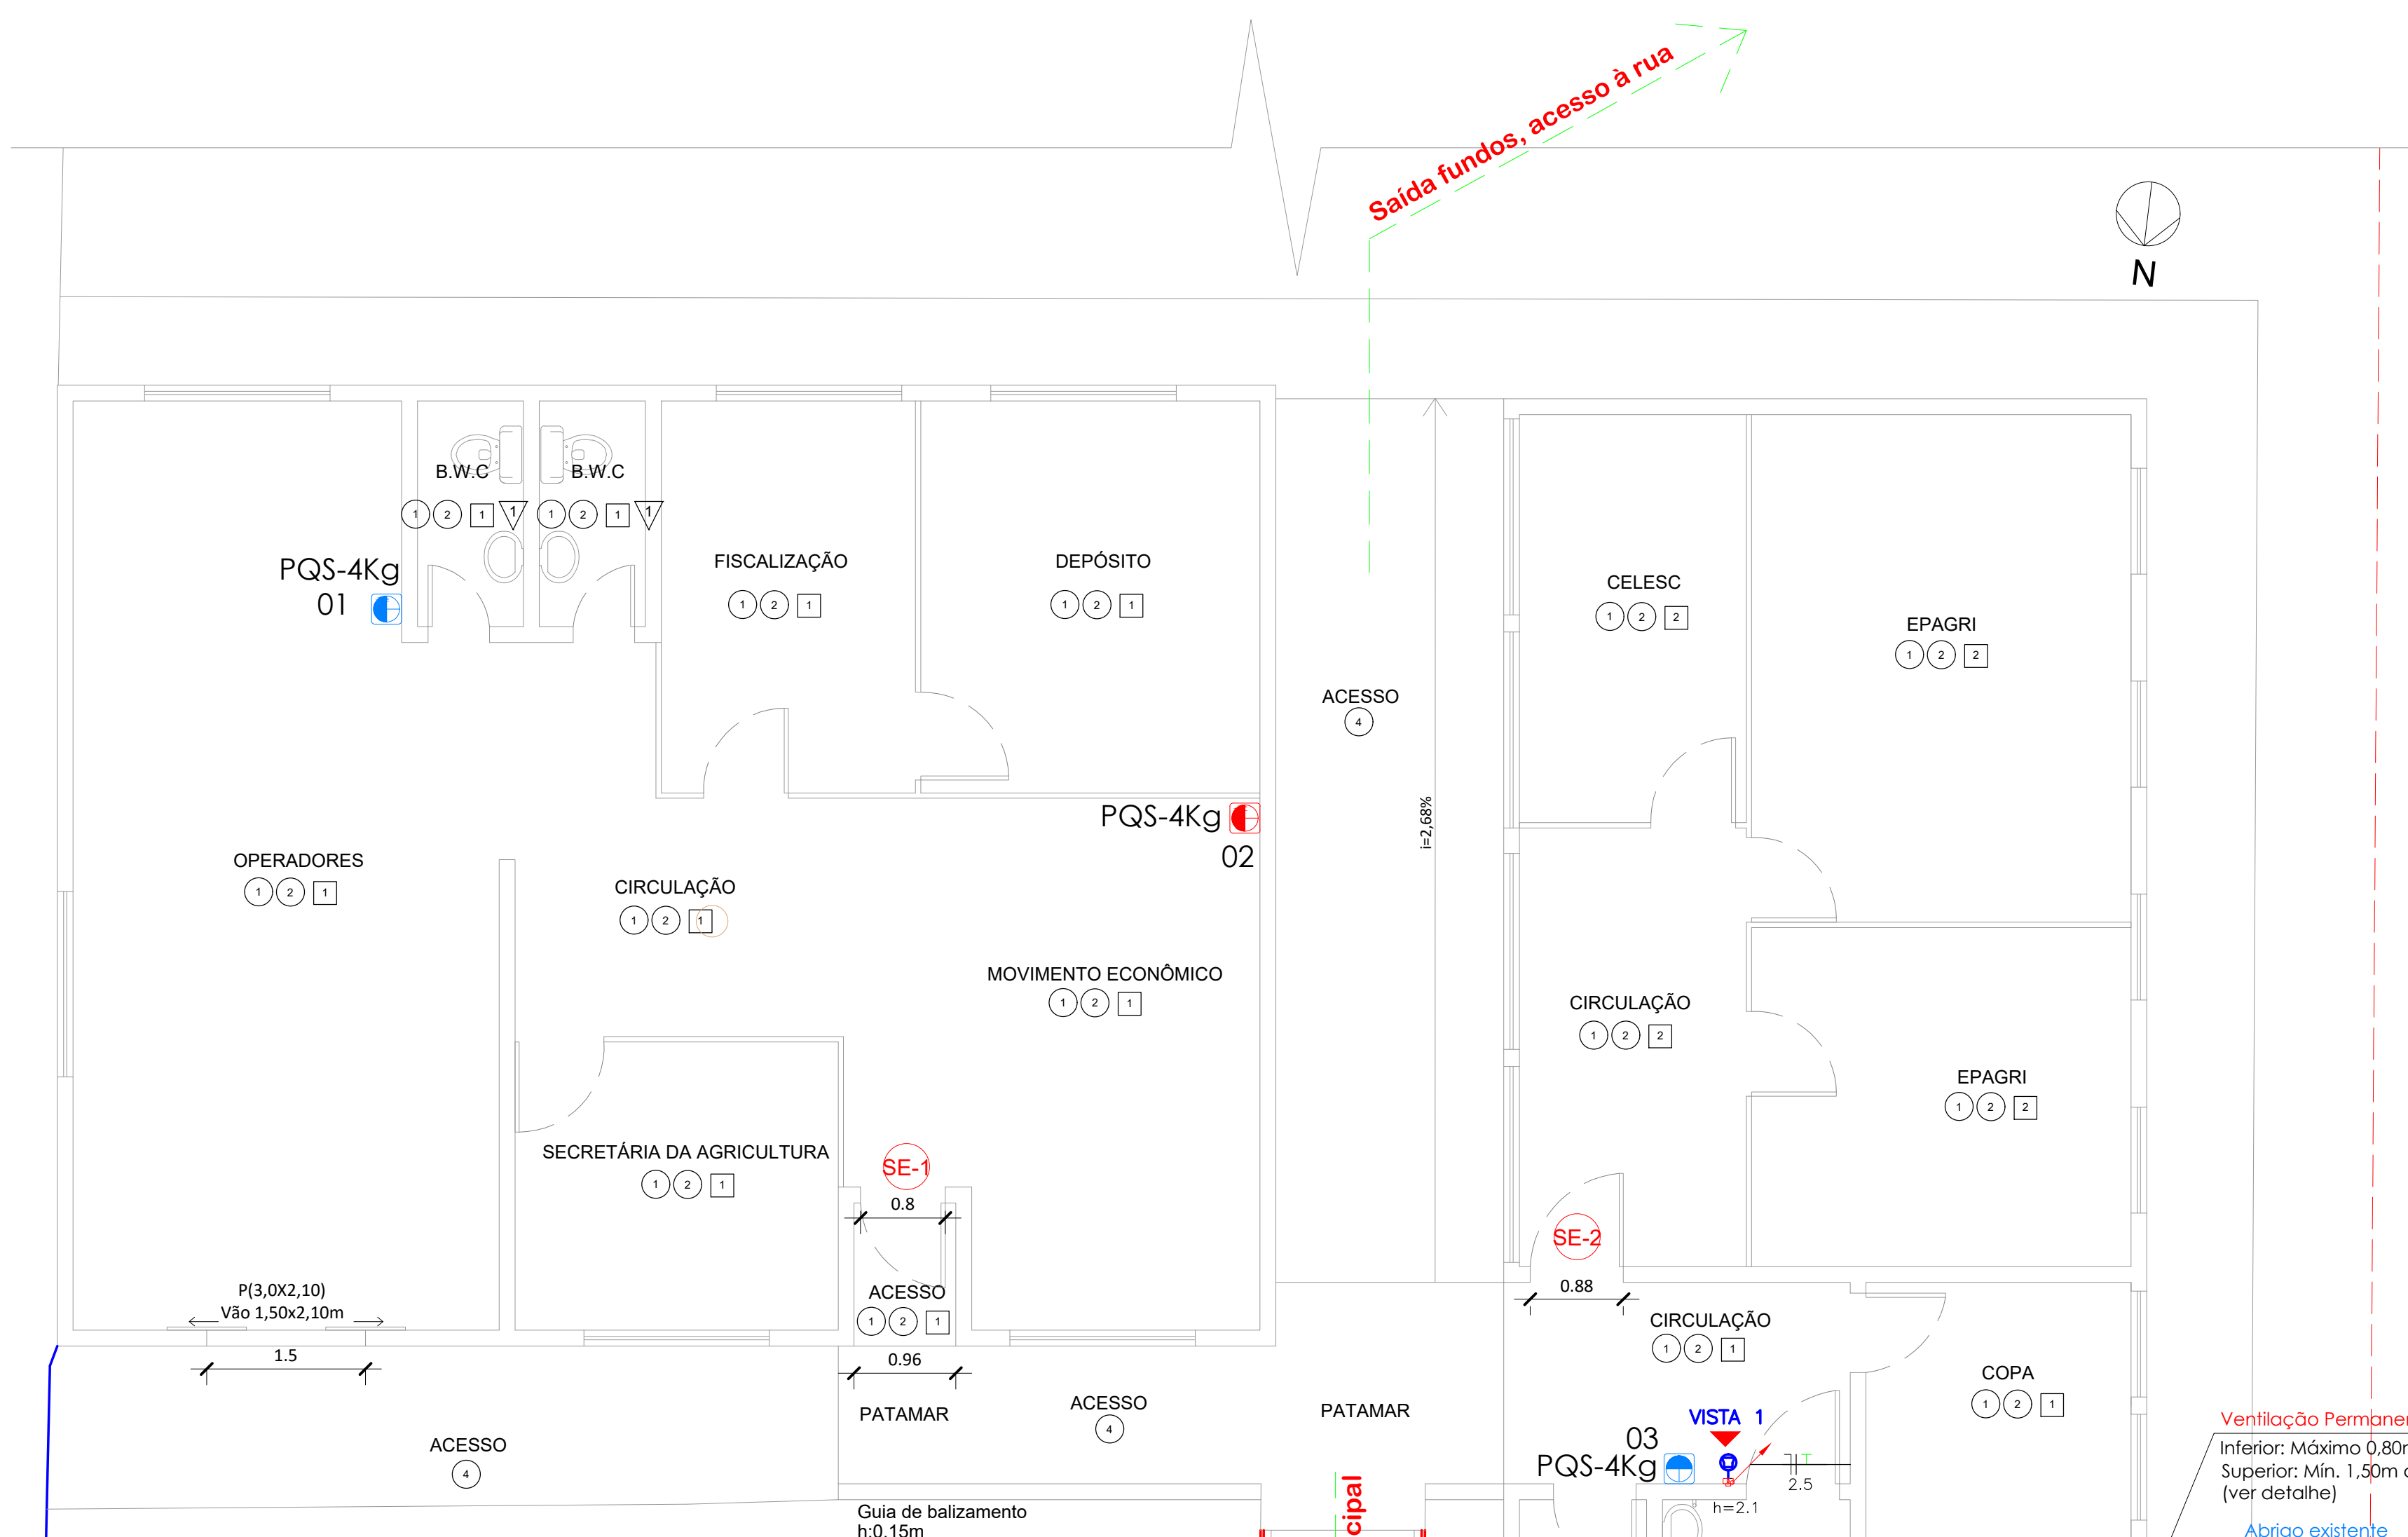 Saída fundos, acesso à rua
N
B.W.C
1 2 1 1
B.W.C
1 2 1 1
PQS-4Kg
01
FISCALIZAÇÃO
1 2 1
DEPÓSITO
1 2 1
CELESC
1 2 2
EPAGRI
1 2 2
ACESSO
4
i=2,68%
PQS-4Kg
02
OPERADORES
1 2 1
CIRCULAÇÃO
1 2 1
MOVIMENTO ECONÔMICO
1 2 1
CIRCULAÇÃO
1 2 2
EPAGRI
1 2 2
SECRETÁRIA DA AGRICULTURA
1 2 1
SE-1
0.8
SE-2
0.88
P(3,0X2,10)
Vão 1,50x2,10m
1.5
ACESSO
1 2 1
0.96
CIRCULAÇÃO
1 2 1
COPA
1 2 1
PATAMAR
ACESSO
4
PATAMAR
ACESSO
4
VISTA 1
03
PQS-4Kg
T
2.5
h=2.1
cipal
Guia de balizamento
h:0,15m
Ventilação Permanen
Inferior: Máximo 0,80m
Superior: Mín. 1,50m
(ver detalhe)
Abrigo existente